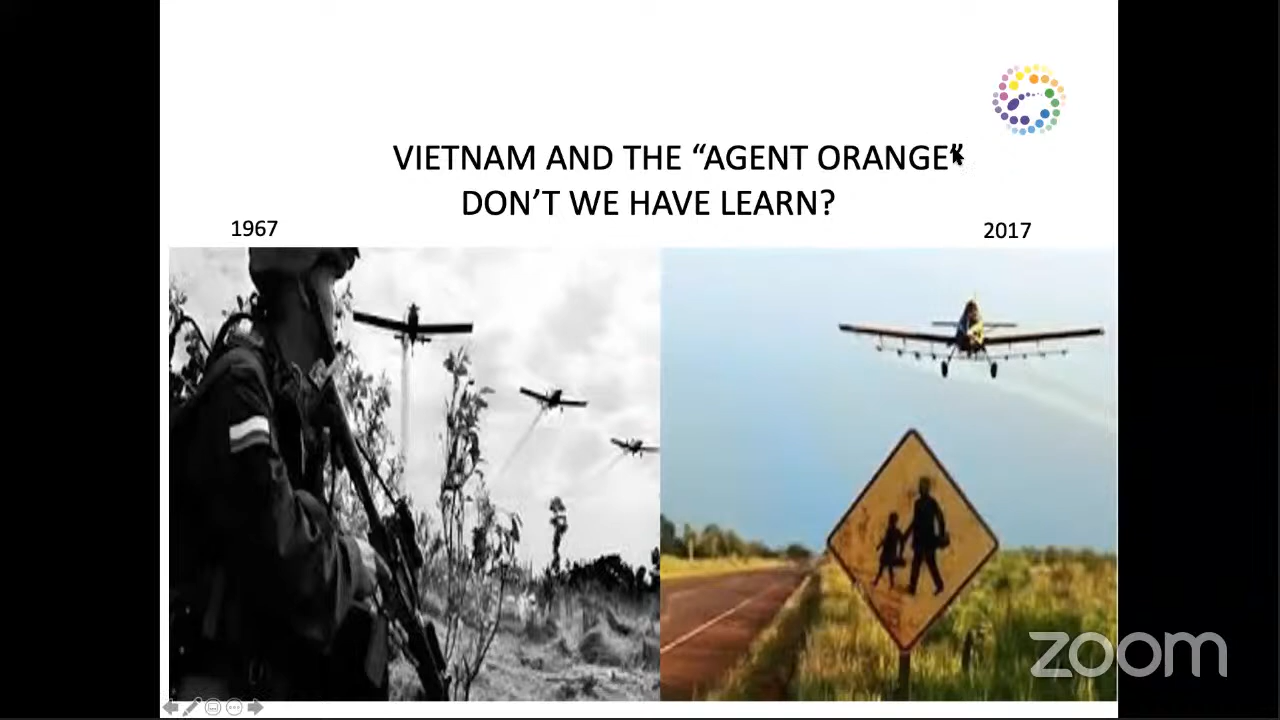 VIETNAM AND THE “AGENT ORANGE”
DON’T WE HAVE LEARN?
1967
2017
zoom